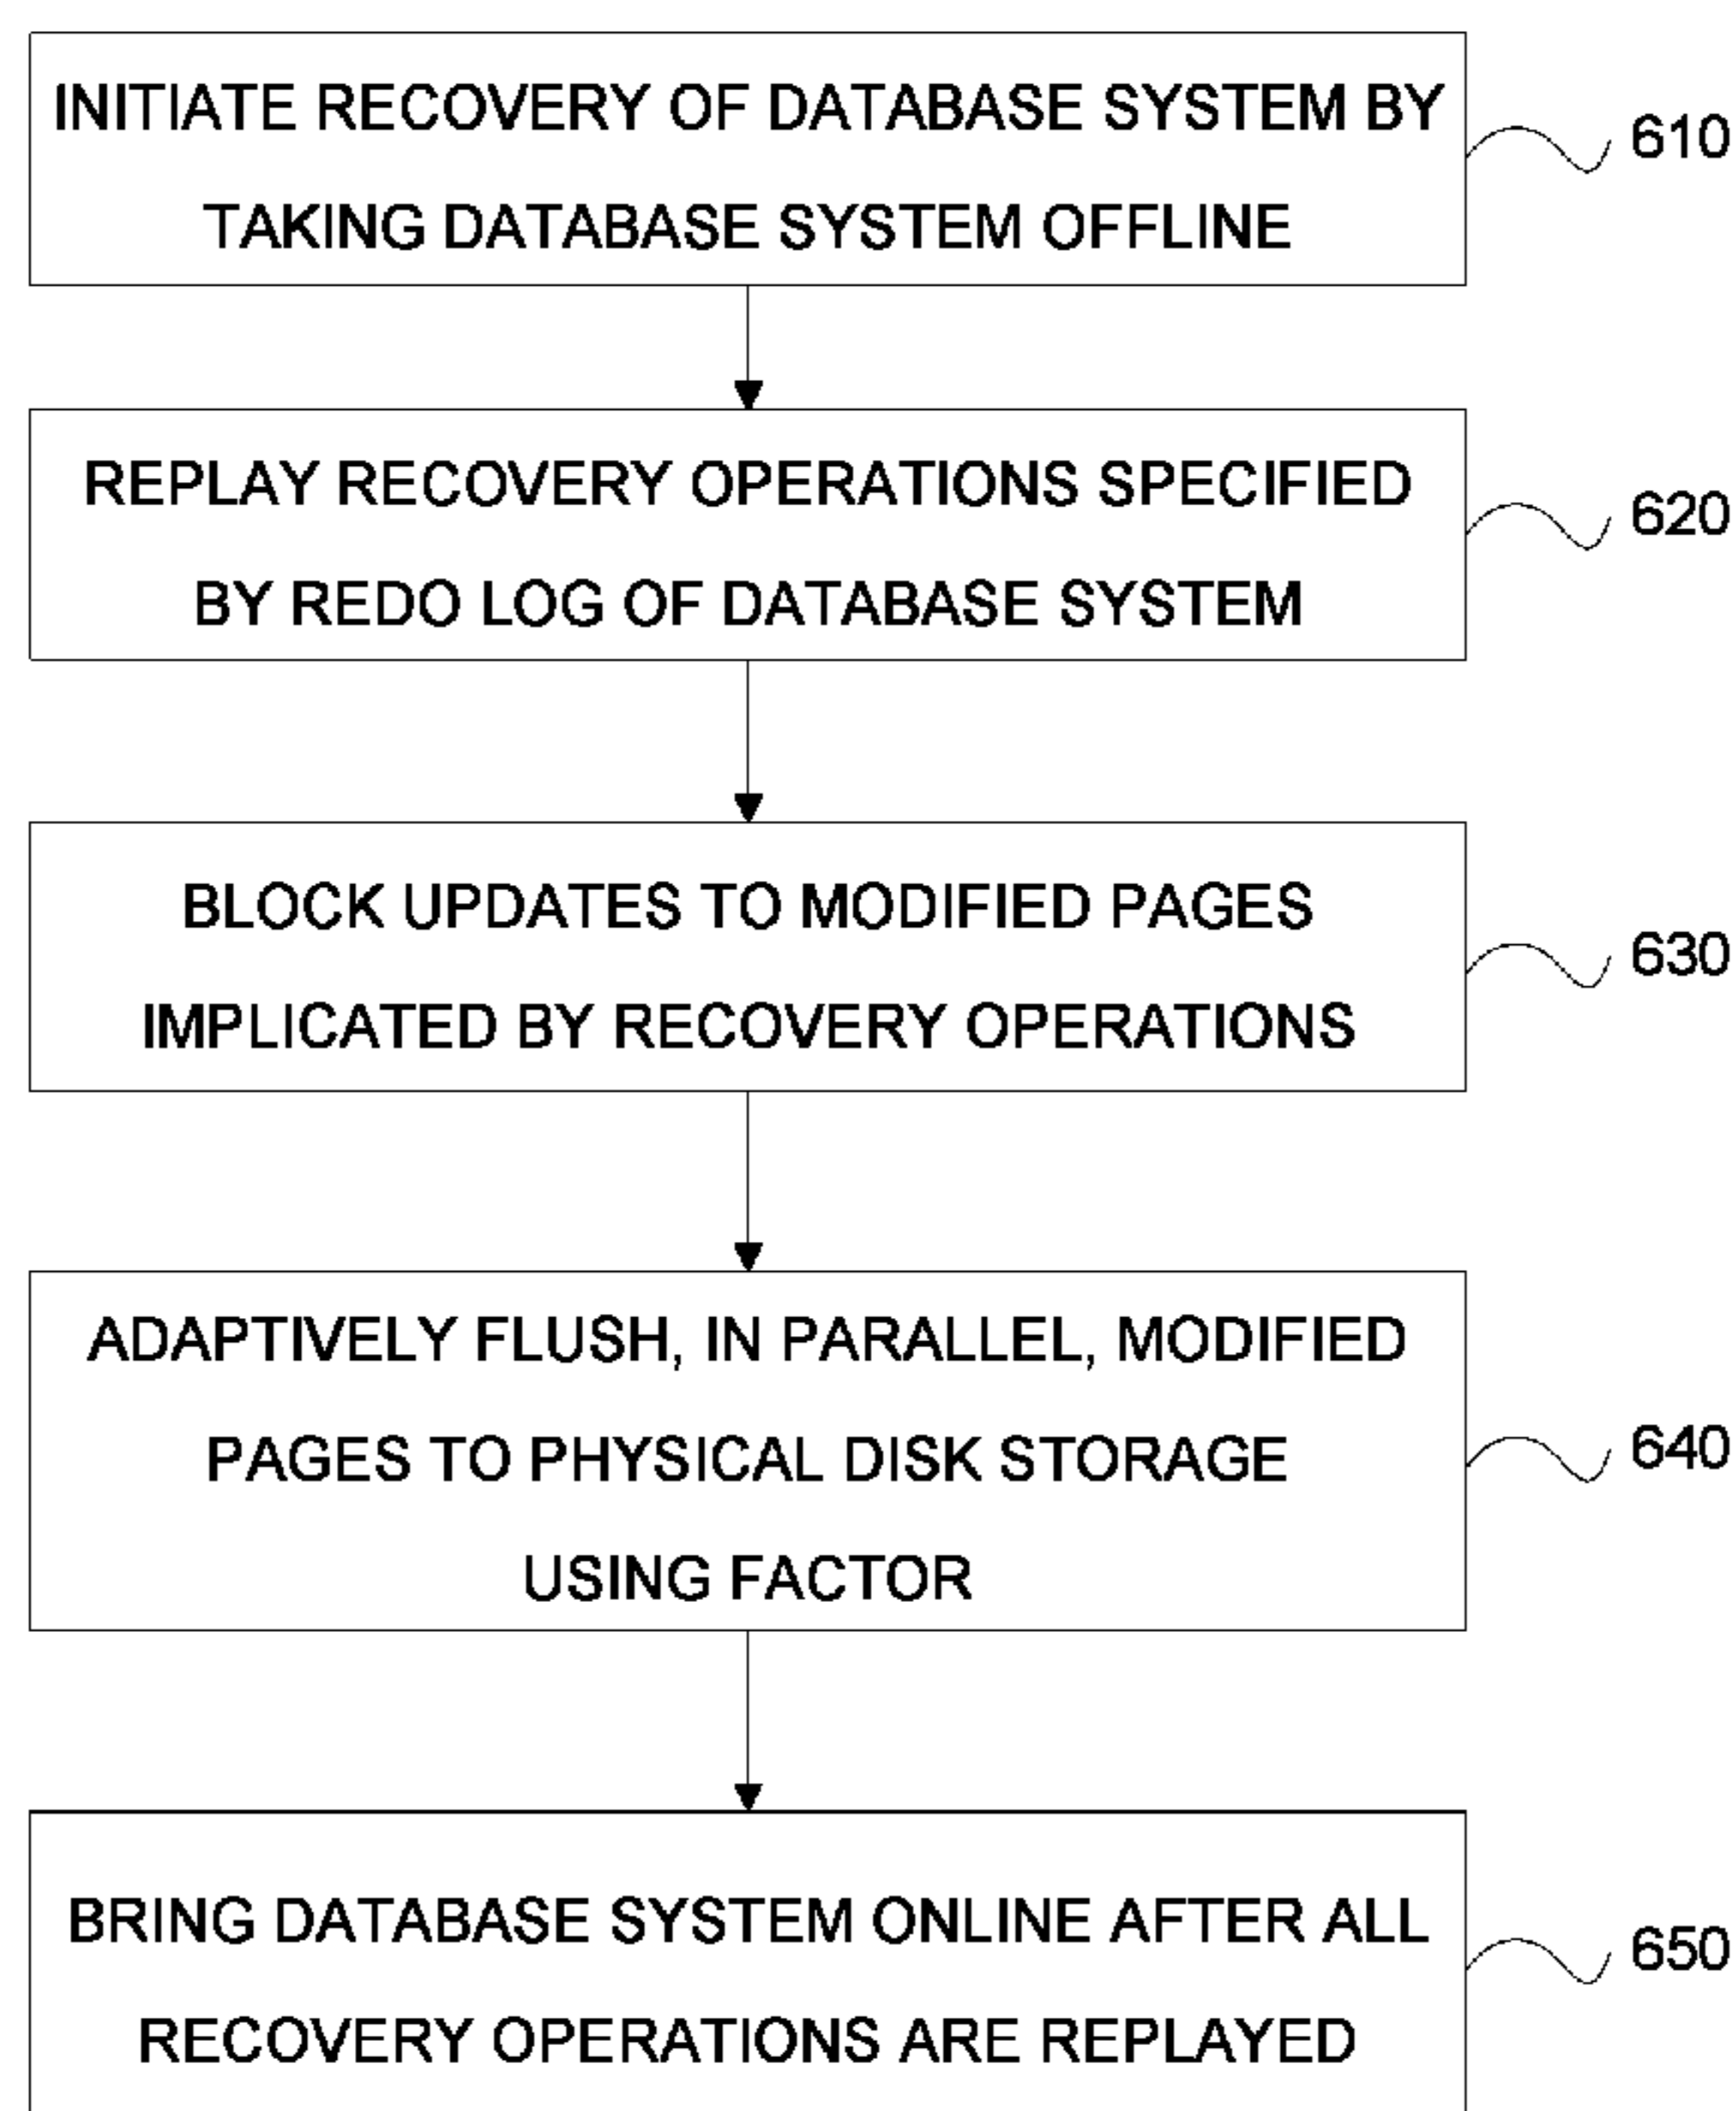 INITIATE RECOVERY OF DATABASE SYSTEM BY
TAKING DATABASE SYSTEM OFFLINE
610
REPLAY RECOVERY OPERATIONS SPECIFIED
BY REDO LOG OF DATABASE SYSTEM
620
BLOCK UPDATES TO MODIFIED PAGES
IMPLICATED BY RECOVERY OPERATIONS
630
ADAPTIVELY FLUSH, IN PARALLEL, MODIFIED
PAGES TO PHYSICAL DISK STORAGE
USING FACTOR
640
BRING DATABASE SYSTEM ONLINE AFTER ALL
RECOVERY OPERATIONS ARE REPLAYED
650